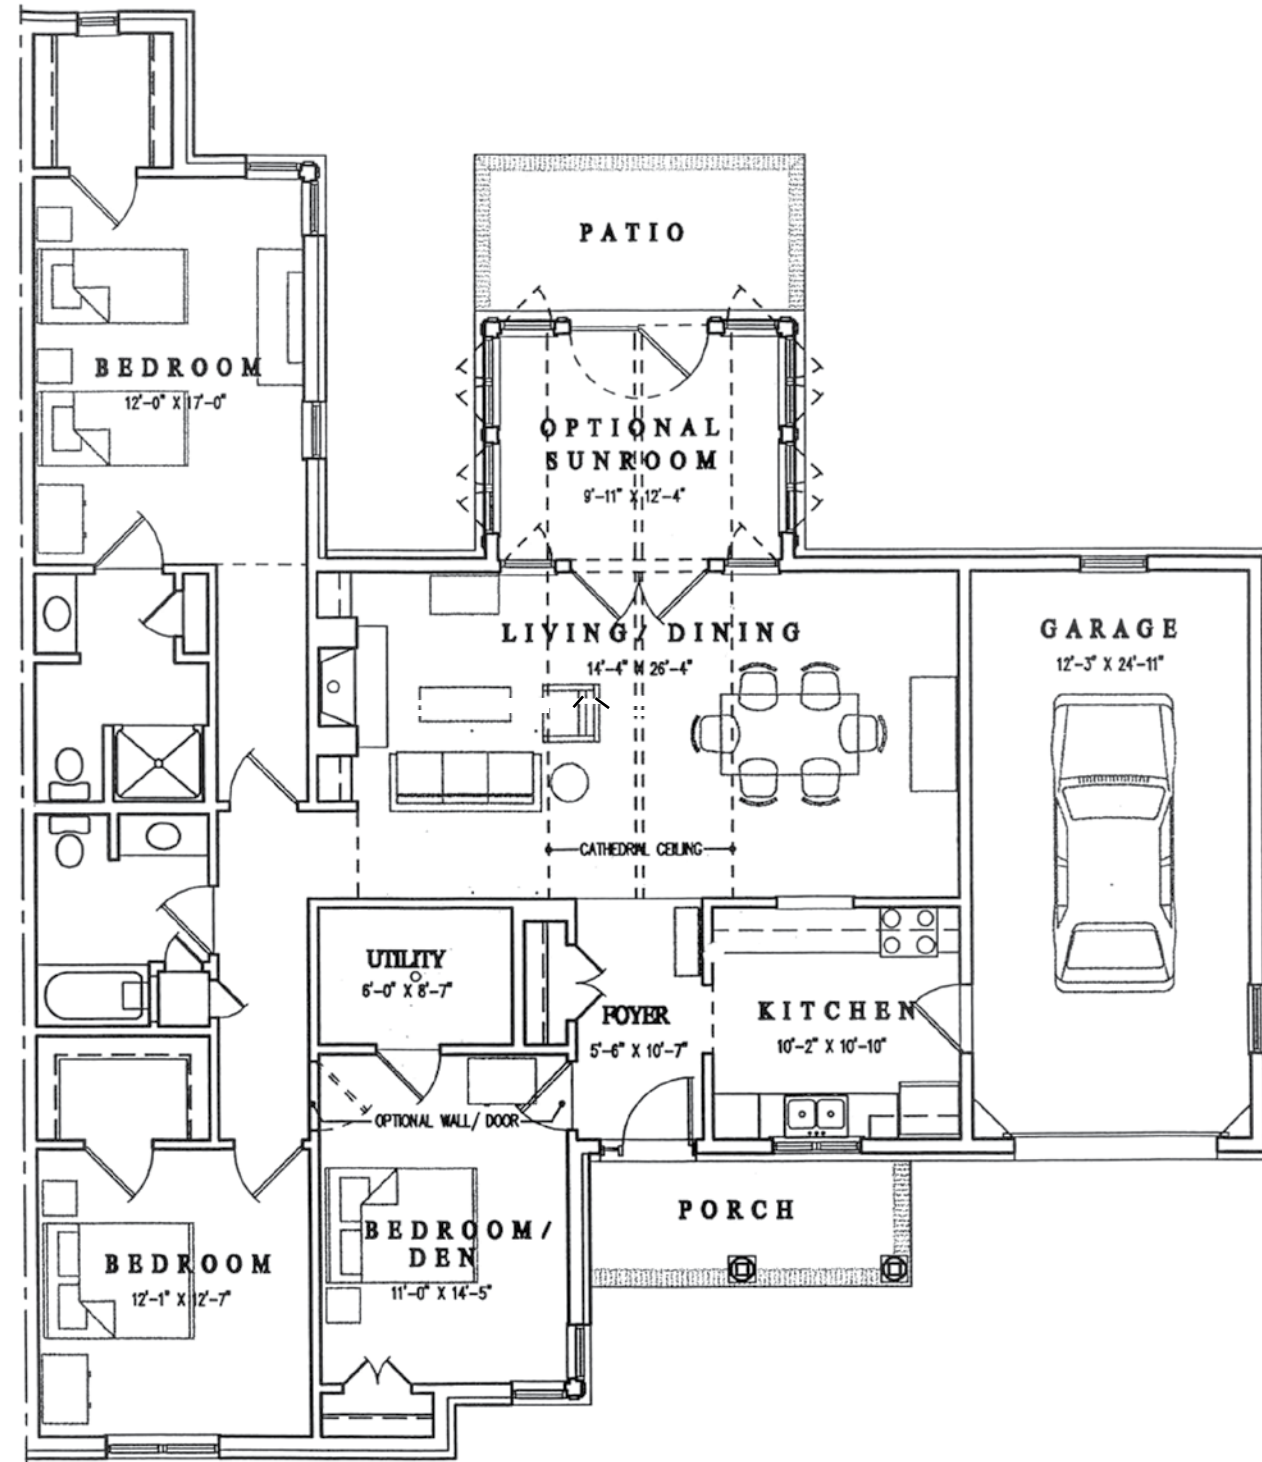 PATIO
BEDROOM
12'-0" X 17'-0"
OPTIONAL
SUNROOM
9'-11" X 12'-4"
LIVING/ DINING
14'-4" X 26'-4"
GARAGE
12'-3" X 24'-11"
CATHEDRAL CEILING
UTILITY
6'-0" X 8'-7"
FOYER
5'-6" X 10'-7"
KITCHEN
10'-2" X 10'-10"
OPTIONAL WALL/ DOOR
PORCH
BEDROOM/
DEN
11'-0" X 14'-5"
BEDROOM
12'-1" X 12'-7"